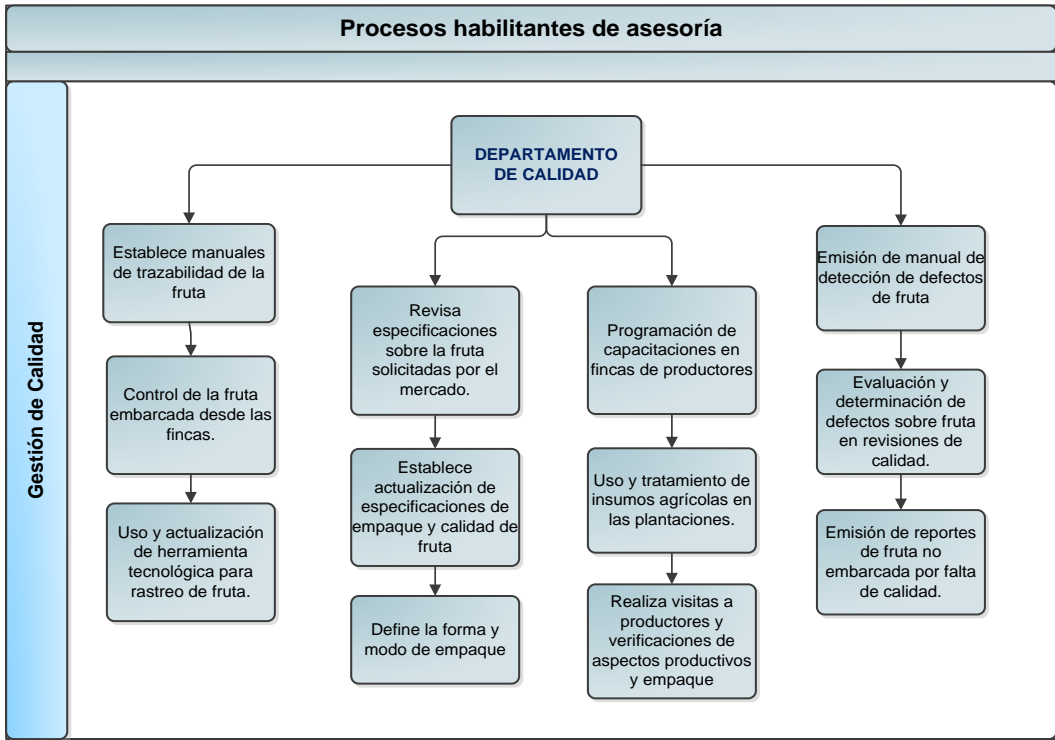 Procesos habilitantes de asesoría
Gestión de Calidad
DEPARTAMENTO
DE CALIDAD
Establece manuales
de trazabilidad de la
fruta
Control de la fruta
embarcada desde las
fincas.
Uso y actualización
de herramienta
tecnológica para
rastreo de fruta.
Revisa
especificaciones
sobre la fruta
solicitadas por el
mercado.
Establece
actualización de
especificaciones de
empaque y calidad de
fruta
Define la forma y
modo de empaque
Programación de
capacitaciones en
fincas de productores
Uso y tratamiento de
insumos agrícolas en
las plantaciones.
Realiza visitas a
productores y
verificaciones de
aspectos productivos
y empaque
Emisión de manual de
detección de defectos
de fruta
Evaluación y
determinación de
defectos sobre fruta
en revisiones de
calidad.
Emisión de reportes
de fruta no
embarcada por falta
de calidad.